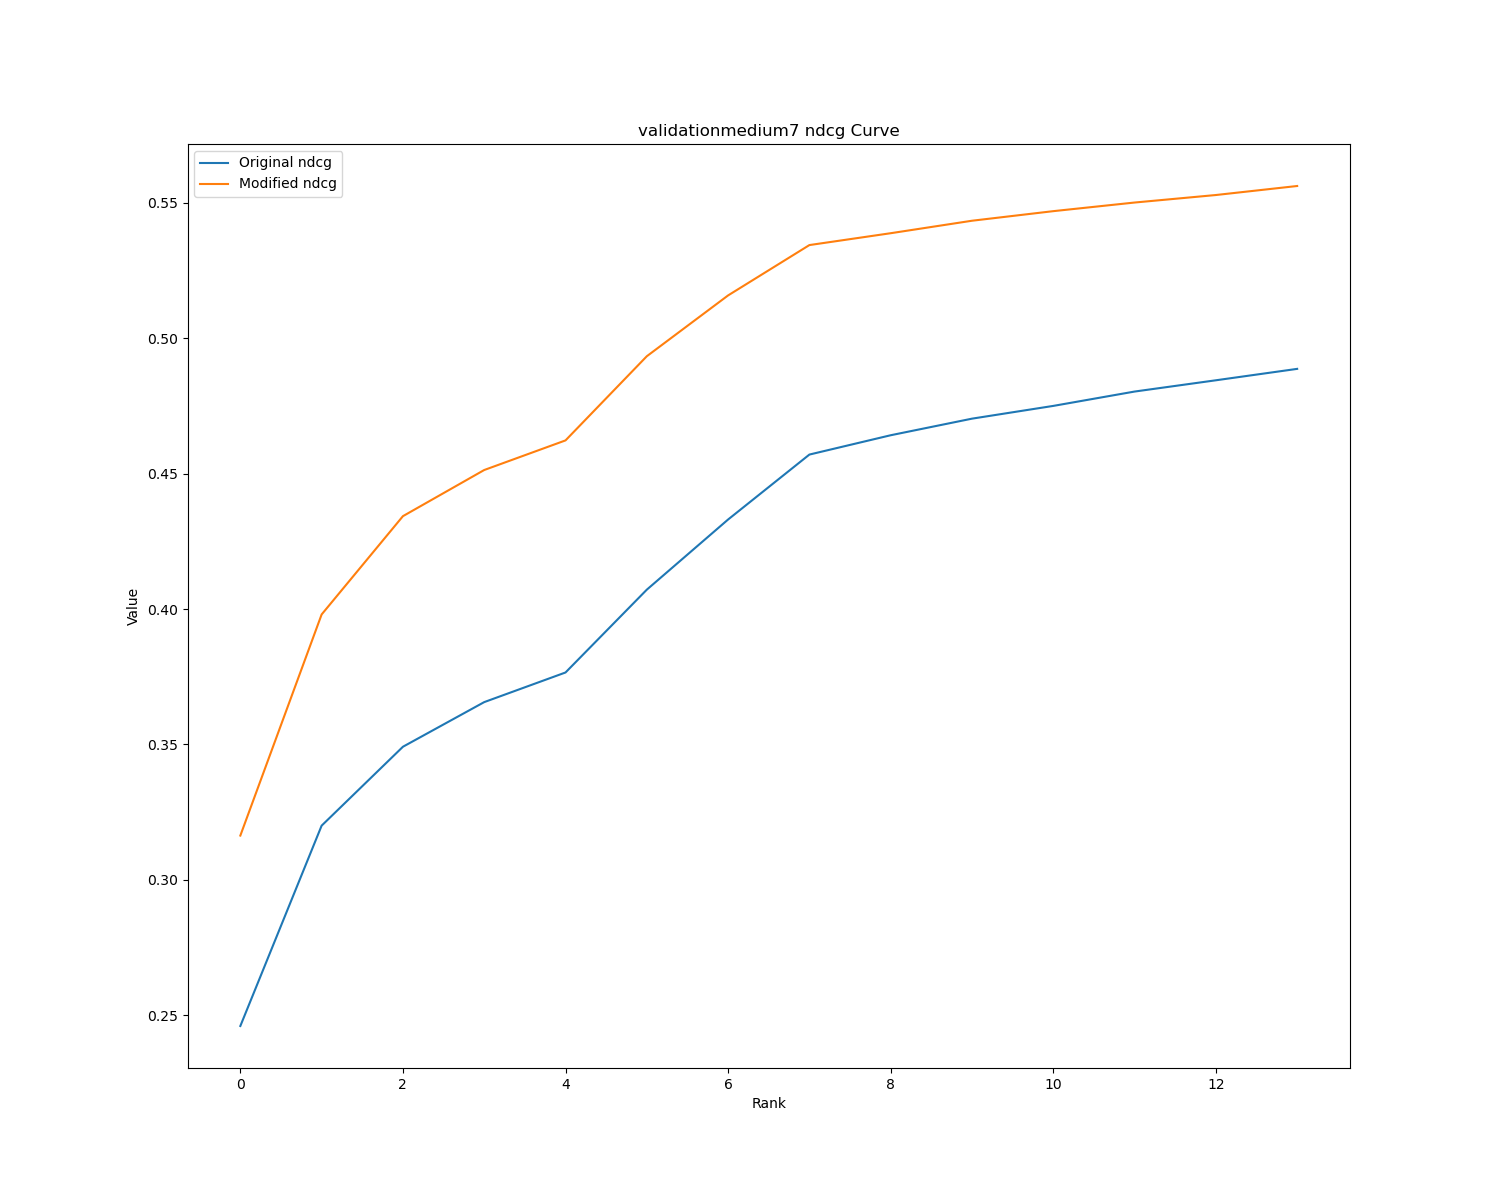 validationmedium7 ndcg Curve
Original ndcg
Modified ndcg
0.55
0.50
0.45
0.40
0.35
0.30
0.25
Value
0 2 4 6 8 10 12
Rank